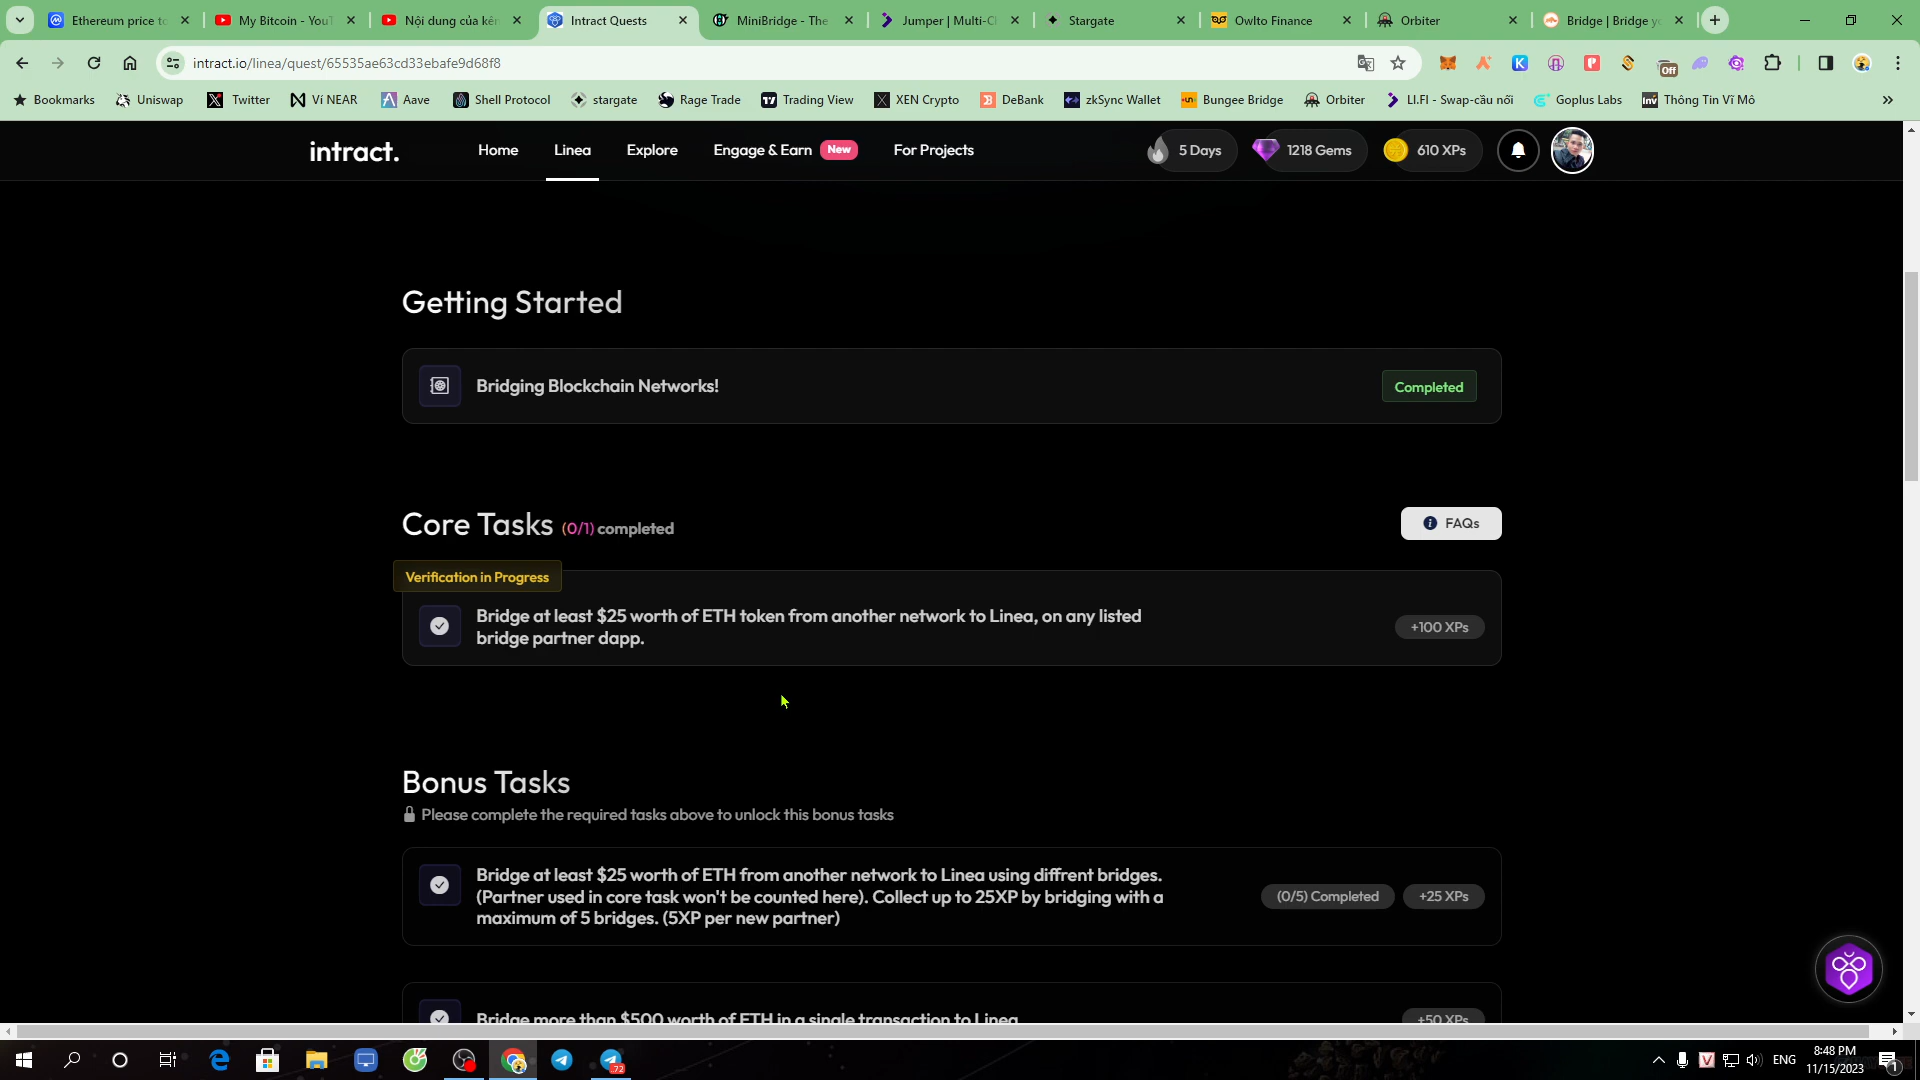 Ethereum price to
My Bitcoin - YouT
Nội dung của kên
Intract Quests
MiniBridge - The
Jumper | Multi-Cl
Stargate
Owlto Finance
Orbiter
Bridge | Bridge yo
intract.io/linea/quest/65535ae63cd33ebafe9d68f8
Off
Bookmarks
Uniswap
Twitter
Ví NEAR
Aave
Shell Protocol
stargate
Rage Trade
Trading View
XEN Crypto
DeBank
zkSync Wallet
Bungee Bridge
Orbiter
LI.FI - Swap-cầu nối
Goplus Labs
Thông Tin Vĩ Mô
intract.
Home
Linea
Explore
Engage & Earn New
For Projects
5 Days
1218 Gems
610 XPs
Getting Started
Bridging Blockchain Networks!
Completed
Core Tasks (0/1) completed
FAQs
Verification in Progress
Bridge at least $25 worth of ETH token from another network to Linea, on any listed
bridge partner dapp.
+100 XPs
Bonus Tasks
Please complete the required tasks above to unlock this bonus tasks
Bridge at least $25 worth of ETH from another network to Linea using diffrent bridges.
(Partner used in core task won't be counted here). Collect up to 25XP by bridging with a
maximum of 5 bridges. (5XP per new partner)
(0/5) Completed
+25 XPs
Bridge more than $500 worth of ETH in a single transaction to Linea
+50 XPs
72
ENG
8:48 PM
11/15/2023
1